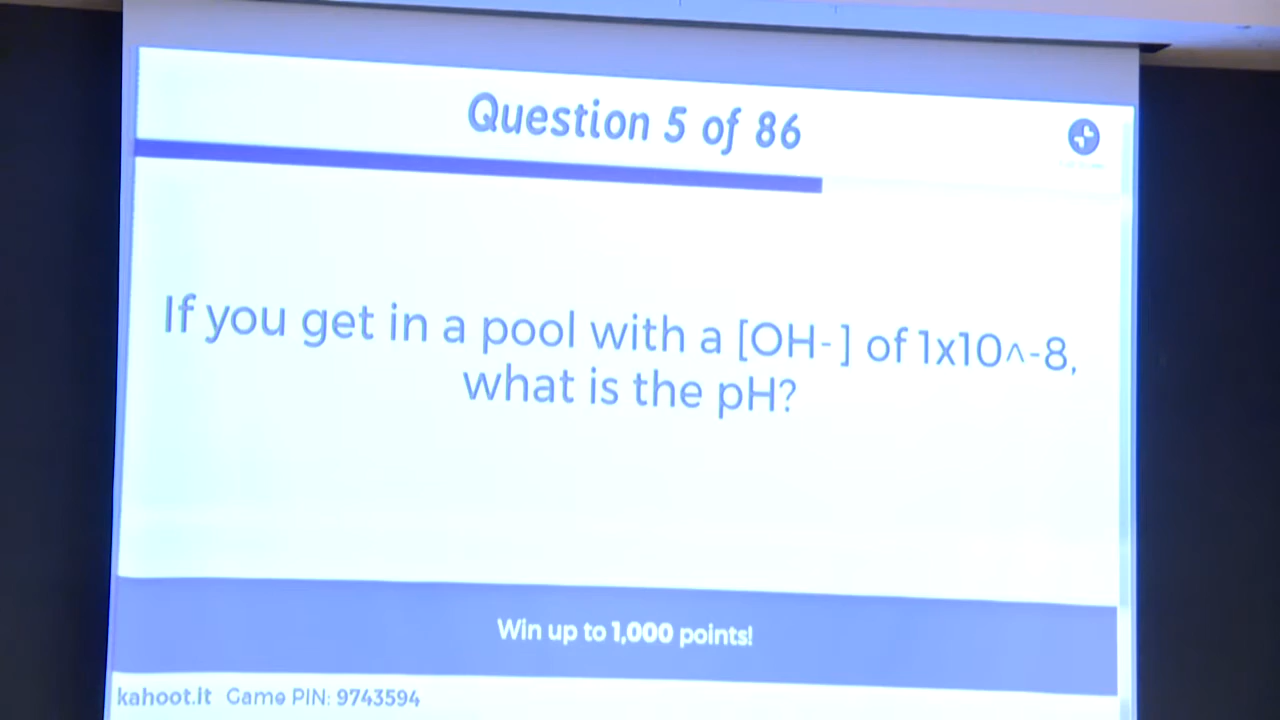 Question 5 of 86
If you get in a pool with a [OH-] of 1x10^-8,
what is the pH?
Win up to 1,000 points!
kahoot.it Game PIN: 9743594